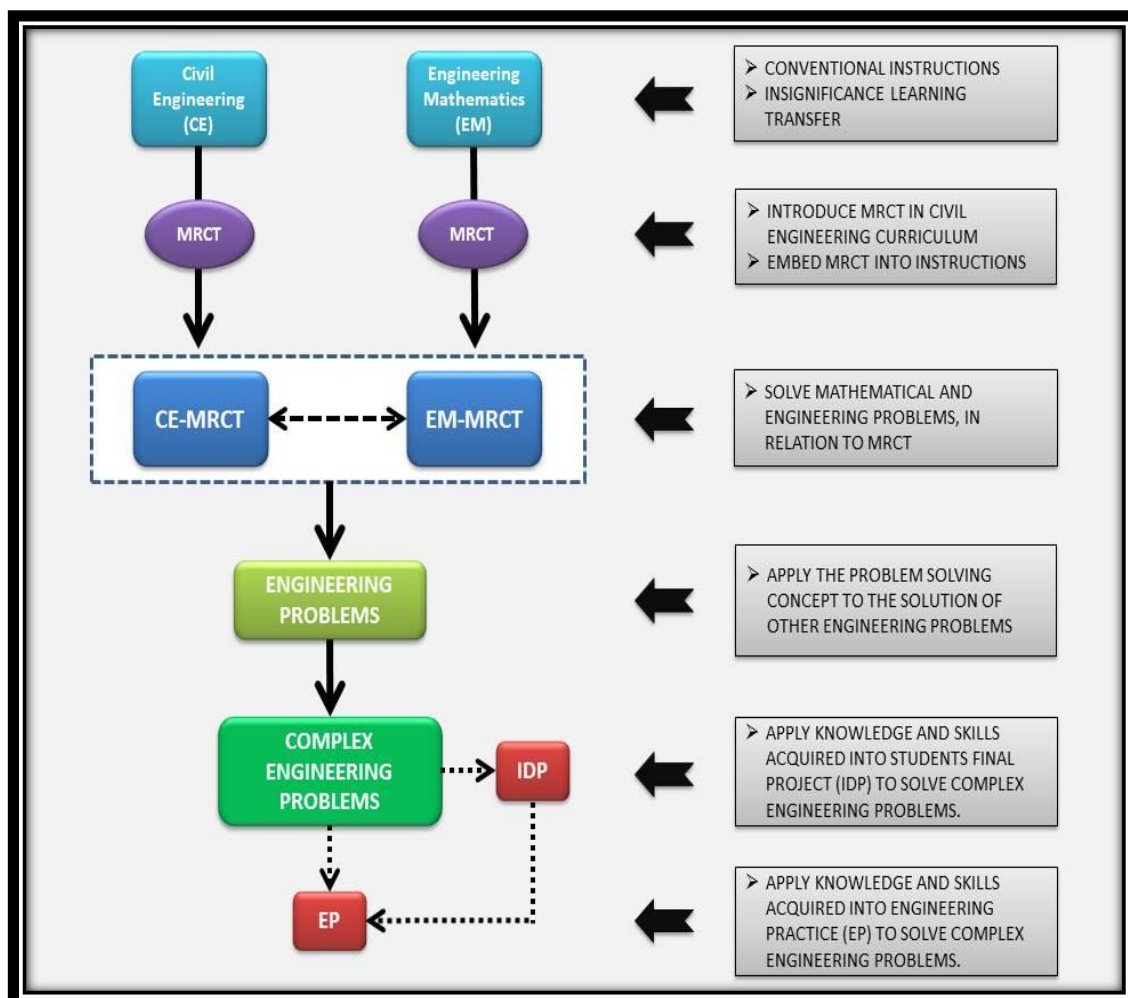 Civil
Engineering
(CE)
Engineering
Mathematics
(EM)
➢ CONVENTIONAL INSTRUCTIONS
➢ INSIGNIFICANCE LEARNING
TRANSFER
MRCT
MRCT
➢ INTRODUCE MRCT IN CIVIL
ENGINEERING CURRICULUM
➢ EMBED MRCT INTO INSTRUCTIONS
CE-MRCT
EM-MRCT
➢ SOLVE MATHEMATICAL AND
ENGINEERING PROBLEMS, IN
RELATION TO MRCT
ENGINEERING
PROBLEMS
➢ APPLY THE PROBLEM SOLVING
CONCEPT TO THE SOLUTION OF
OTHER ENGINEERING PROBLEMS
COMPLEX
ENGINEERING
PROBLEMS
IDP
➢ APPLY KNOWLEDGE AND SKILLS
ACQUIRED INTO STUDENTS FINAL
PROJECT (IDP) TO SOLVE COMPLEX
ENGINEERING PROBLEMS.
EP
➢ APPLY KNOWLEDGE AND SKILLS
ACQUIRED INTO ENGINEERING
PRACTICE (EP) TO SOLVE COMPLEX
ENGINEERING PROBLEMS.